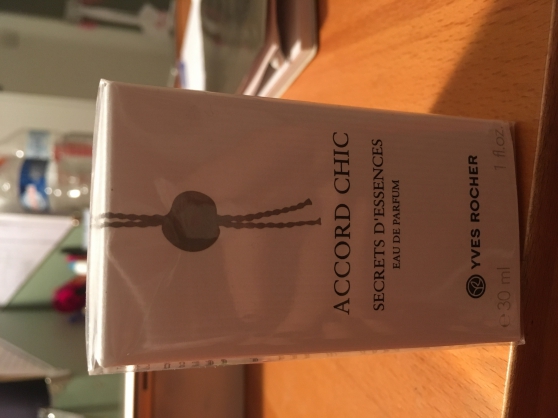 ACCORD CHIC
SECRETS D'ESSENCES
EAU DE PARFUM
YVES ROCHER
e 30 ml 1 fl.oz